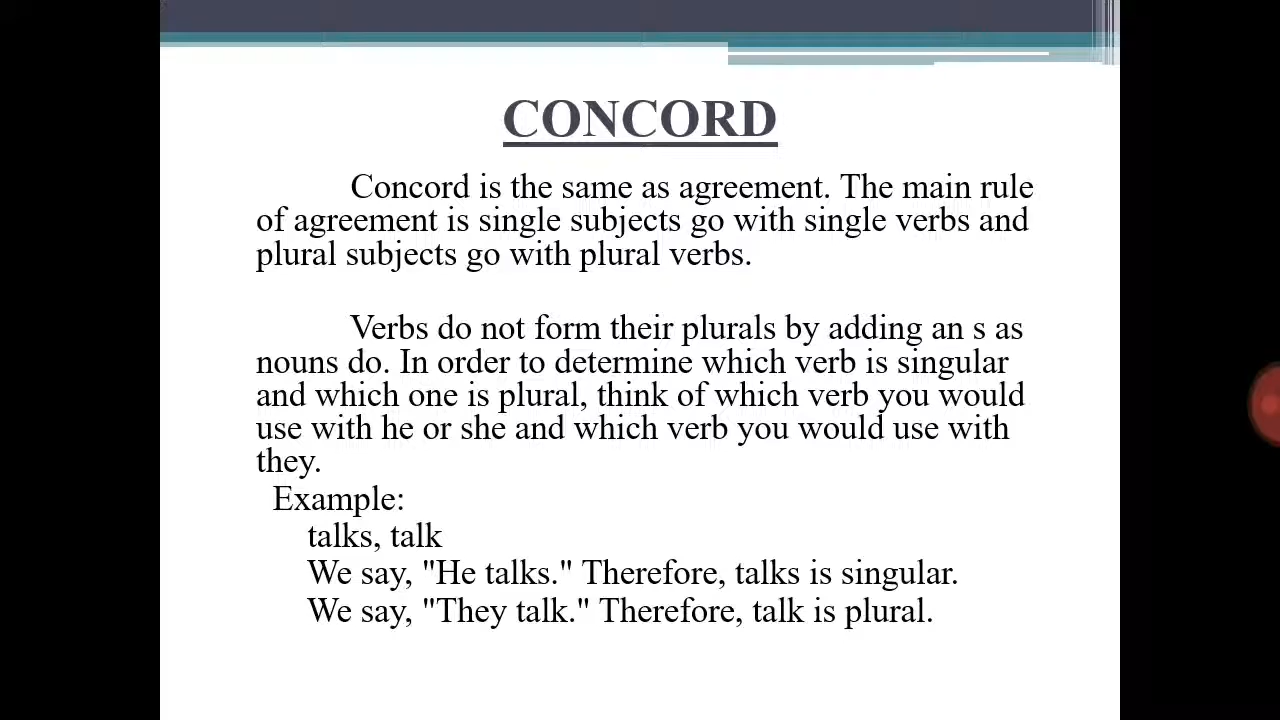 CONCORD
Concord is the same as agreement. The main rule
of agreement is single subjects go with single verbs and
plural subjects go with plural verbs.
Verbs do not form their plurals by adding an s as
nouns do. In order to determine which verb is singular
and which one is plural, think of which verb you would
use with he or she and which verb you would use with
they.
Example:
talks, talk
We say, "He talks." Therefore, talks is singular.
We say, "They talk." Therefore, talk is plural.